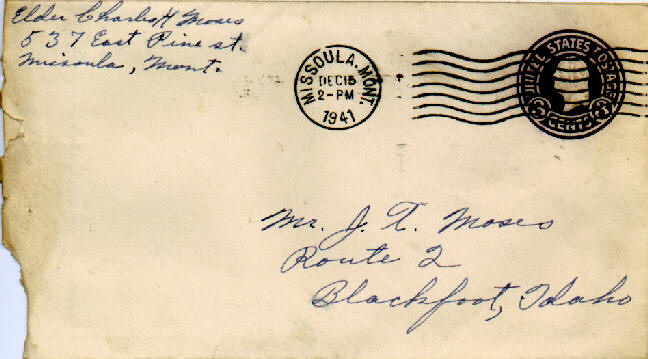 Elder Charles H Moses
537 East Pine st.
Missoula, Mont.
MISSOULA, MONT.
DEC 15
2-PM
1941
UNITED STATES POSTAGE
3 CENTS 3
Mr. J. T. Moses
Route 2
Blackfoot, Idaho